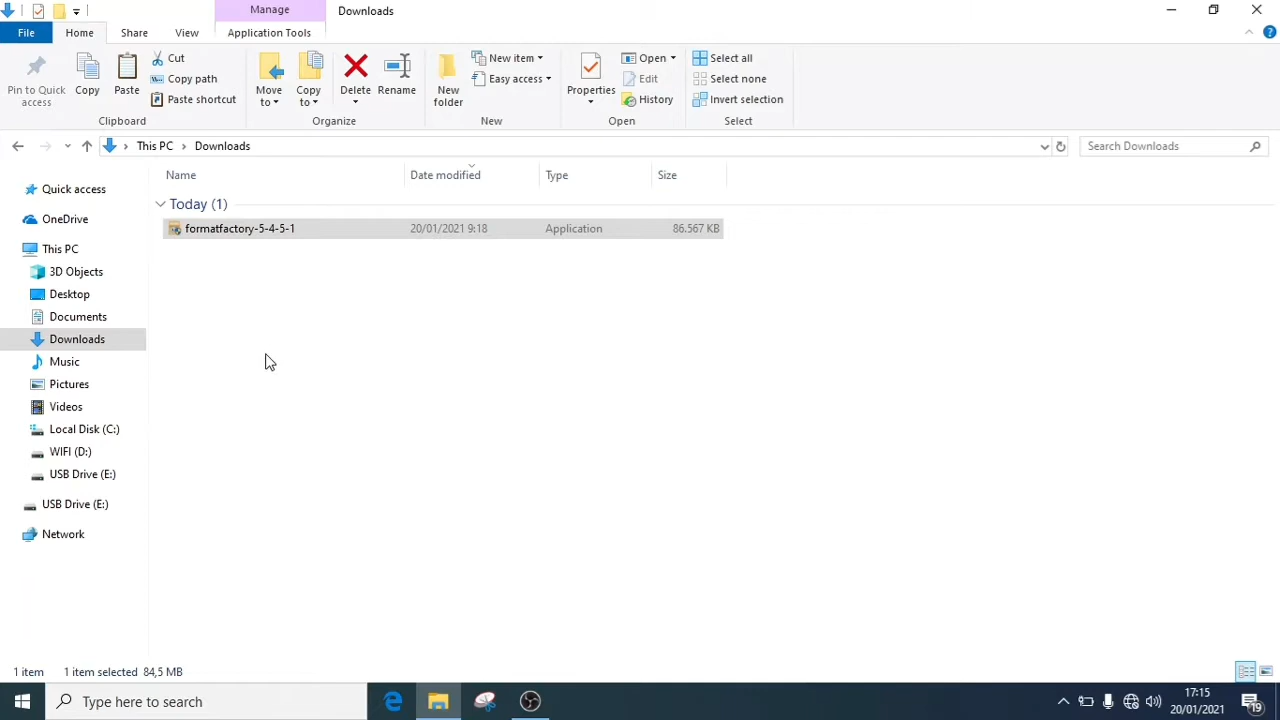 Manage
Downloads
File
Home
Share
View
Application Tools
Pin to Quick access
Copy
Paste
Cut
Copy path
Paste shortcut
Clipboard
Move to
Copy to
Delete
Rename
Organize
New folder
New item
Easy access
New
Properties
Open
Edit
History
Open
Select all
Select none
Invert selection
Select
This PC
Downloads
Search Downloads
Name
Date modified
Type
Size
Today (1)
formatfactory-5-4-5-1
20/01/2021 9:18
Application
86.567 KB
Quick access
OneDrive
This PC
3D Objects
Desktop
Documents
Downloads
Music
Pictures
Videos
Local Disk (C:)
WIFI (D:)
USB Drive (E:)
USB Drive (E:)
Network
1 item
1 item selected
84,5 MB
Type here to search
17:15
20/01/2021
19